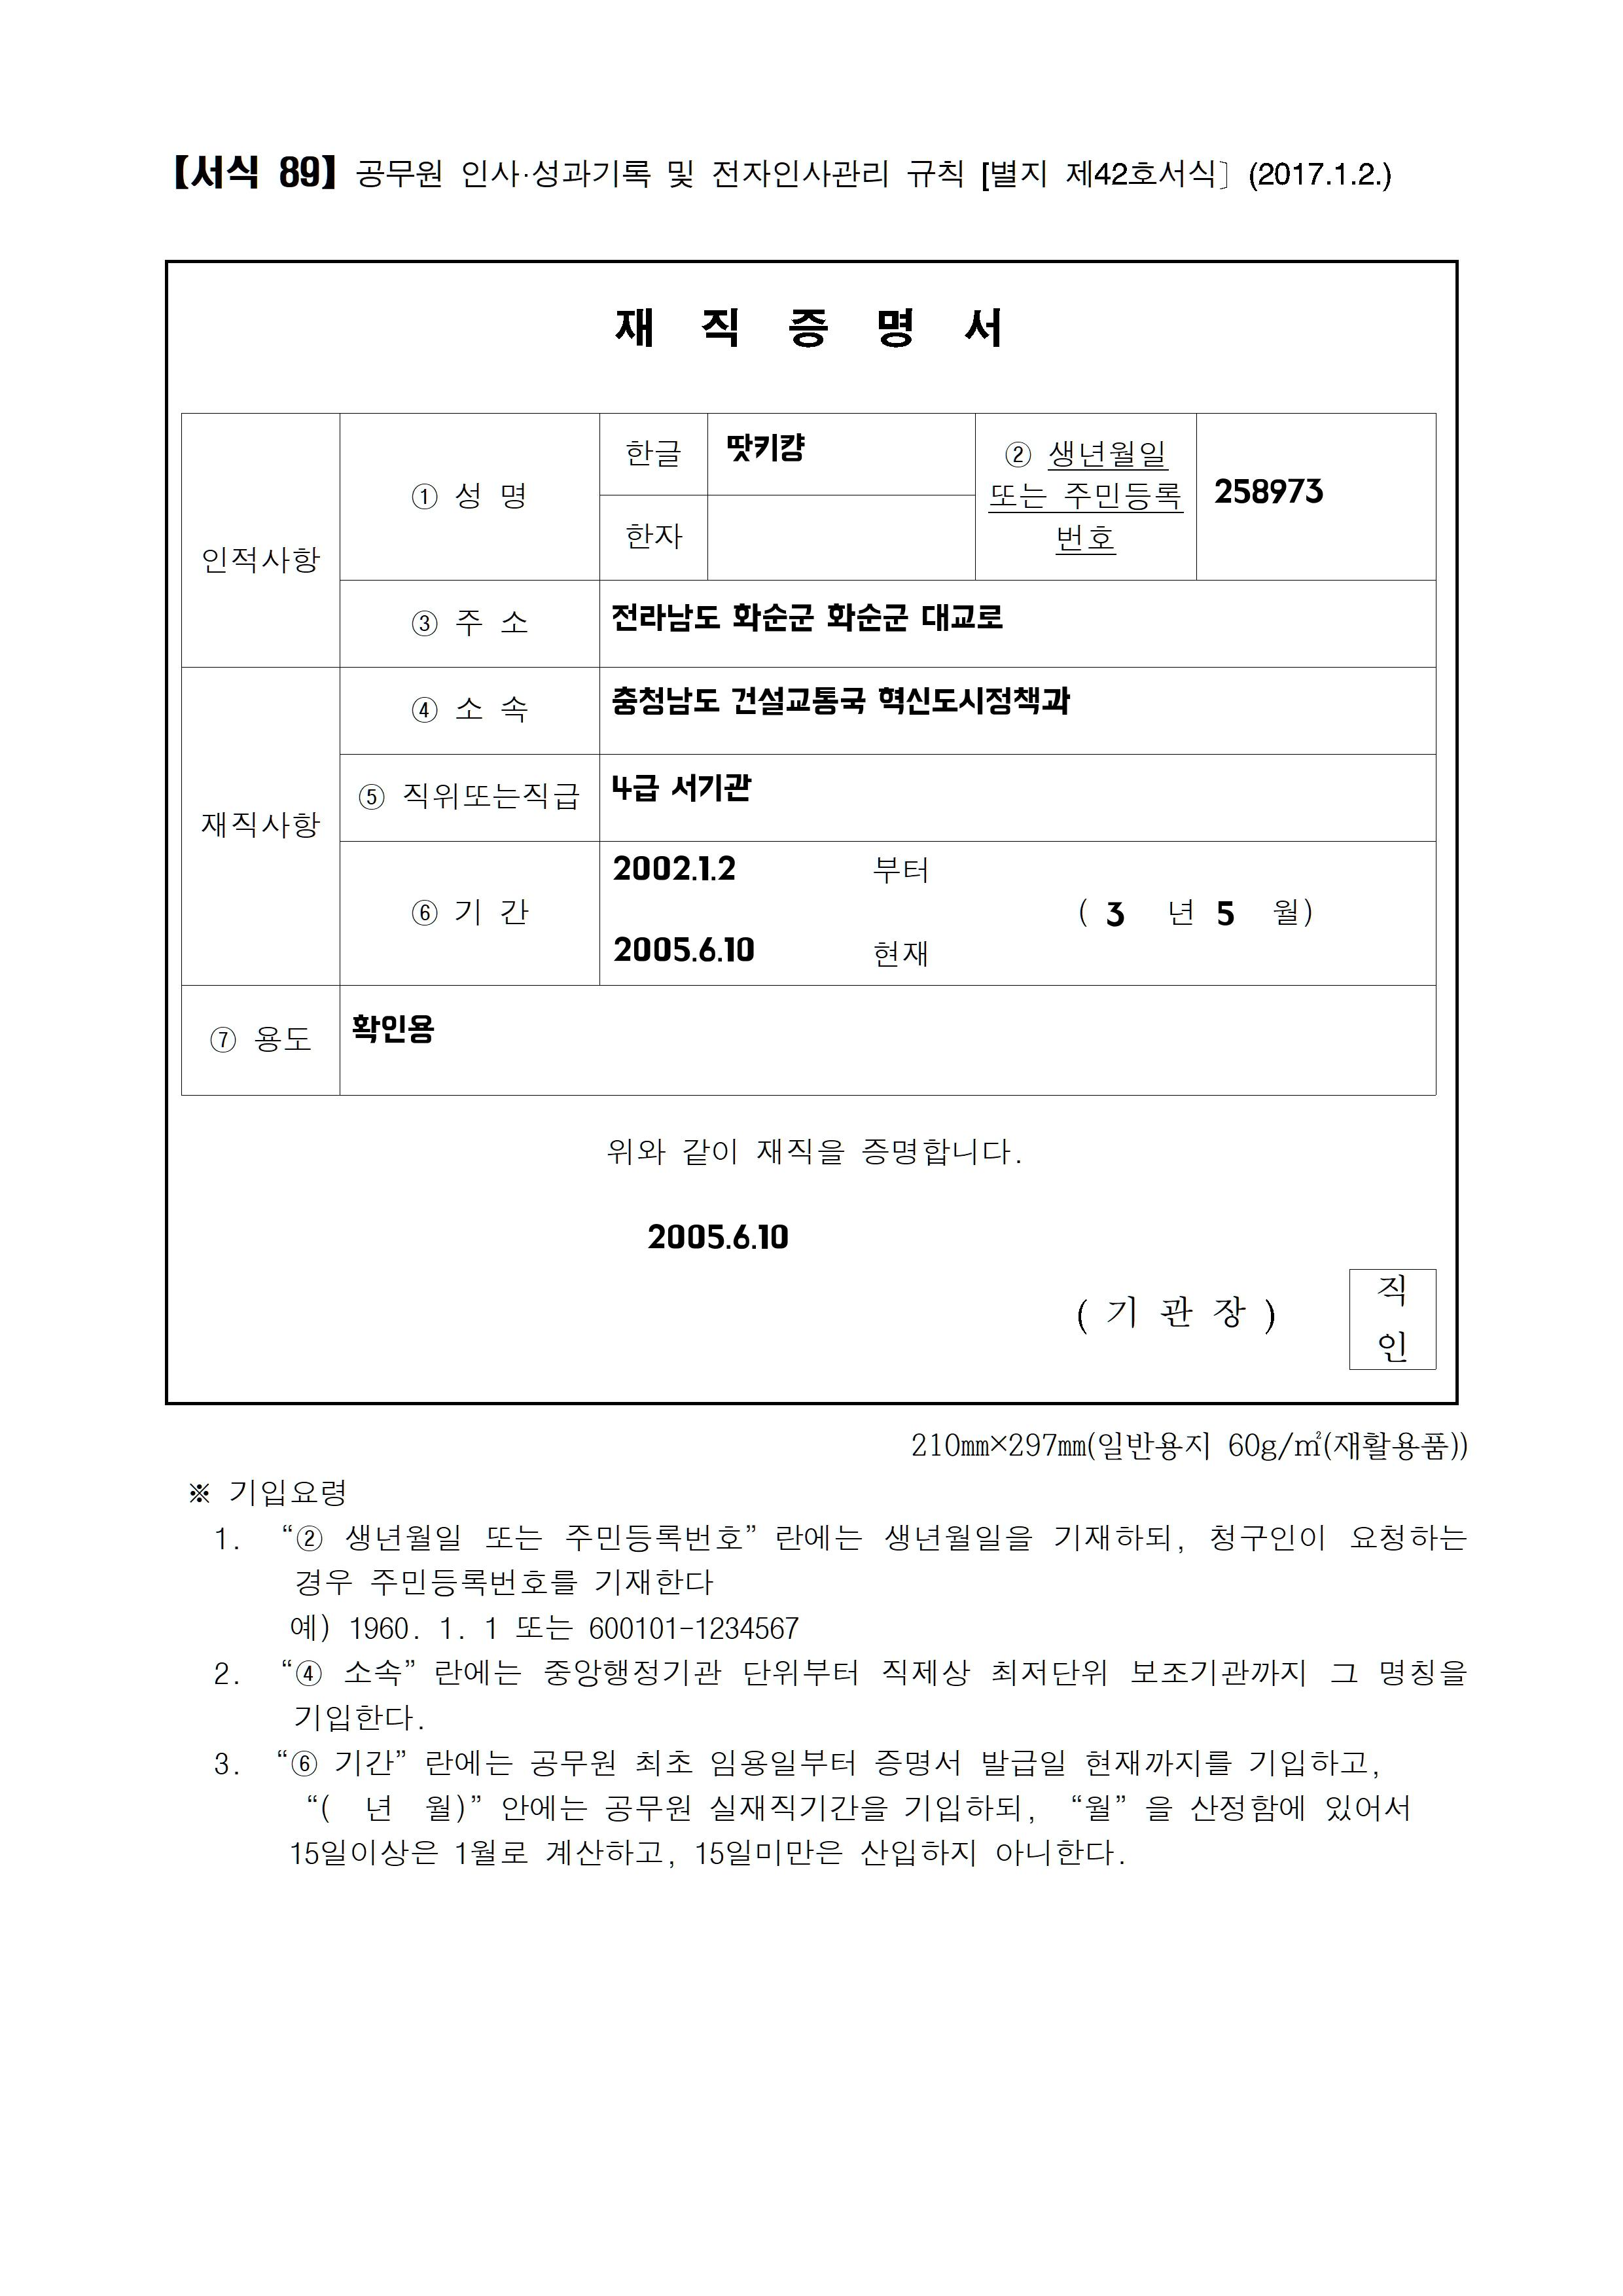 【서식 89】 공무원 인사·성과기록 및 전자인사관리 규칙 [별지 제42호서식〕(2017.1.2.)
재 직 증 명 서
인적사항
① 성 명
한글
땃키캉
한자
② 생년월일
또는 주민등록
번호
258973
③ 주 소
전라남도 화순군 화순군 대교로
재직사항
④ 소 속
충청남도 건설교통국 혁신도시정책과
⑤ 직위또는직급
4급 서기관
⑥ 기 간
2002.1.2 부터
( 3 년 5 월)
2005.6.10 현재
⑦ 용도
확인용
위와 같이 재직을 증명합니다.
2005.6.10
( 기 관 장 )
직
인
210㎜×297㎜(일반용지 60g/㎡(재활용품))
※ 기입요령
1. “② 생년월일 또는 주민등록번호” 란에는 생년월일을 기재하되, 청구인이 요청하는
경우 주민등록번호를 기재한다
예) 1960. 1. 1 또는 600101-1234567
2. “④ 소속” 란에는 중앙행정기관 단위부터 직제상 최저단위 보조기관까지 그 명칭을
기입한다.
3. “⑥ 기간” 란에는 공무원 최초 임용일부터 증명서 발급일 현재까지를 기입하고,
“( 년 월)” 안에는 공무원 실재직기간을 기입하되, “월” 을 산정함에 있어서
15일이상은 1월로 계산하고, 15일미만은 산입하지 아니한다.